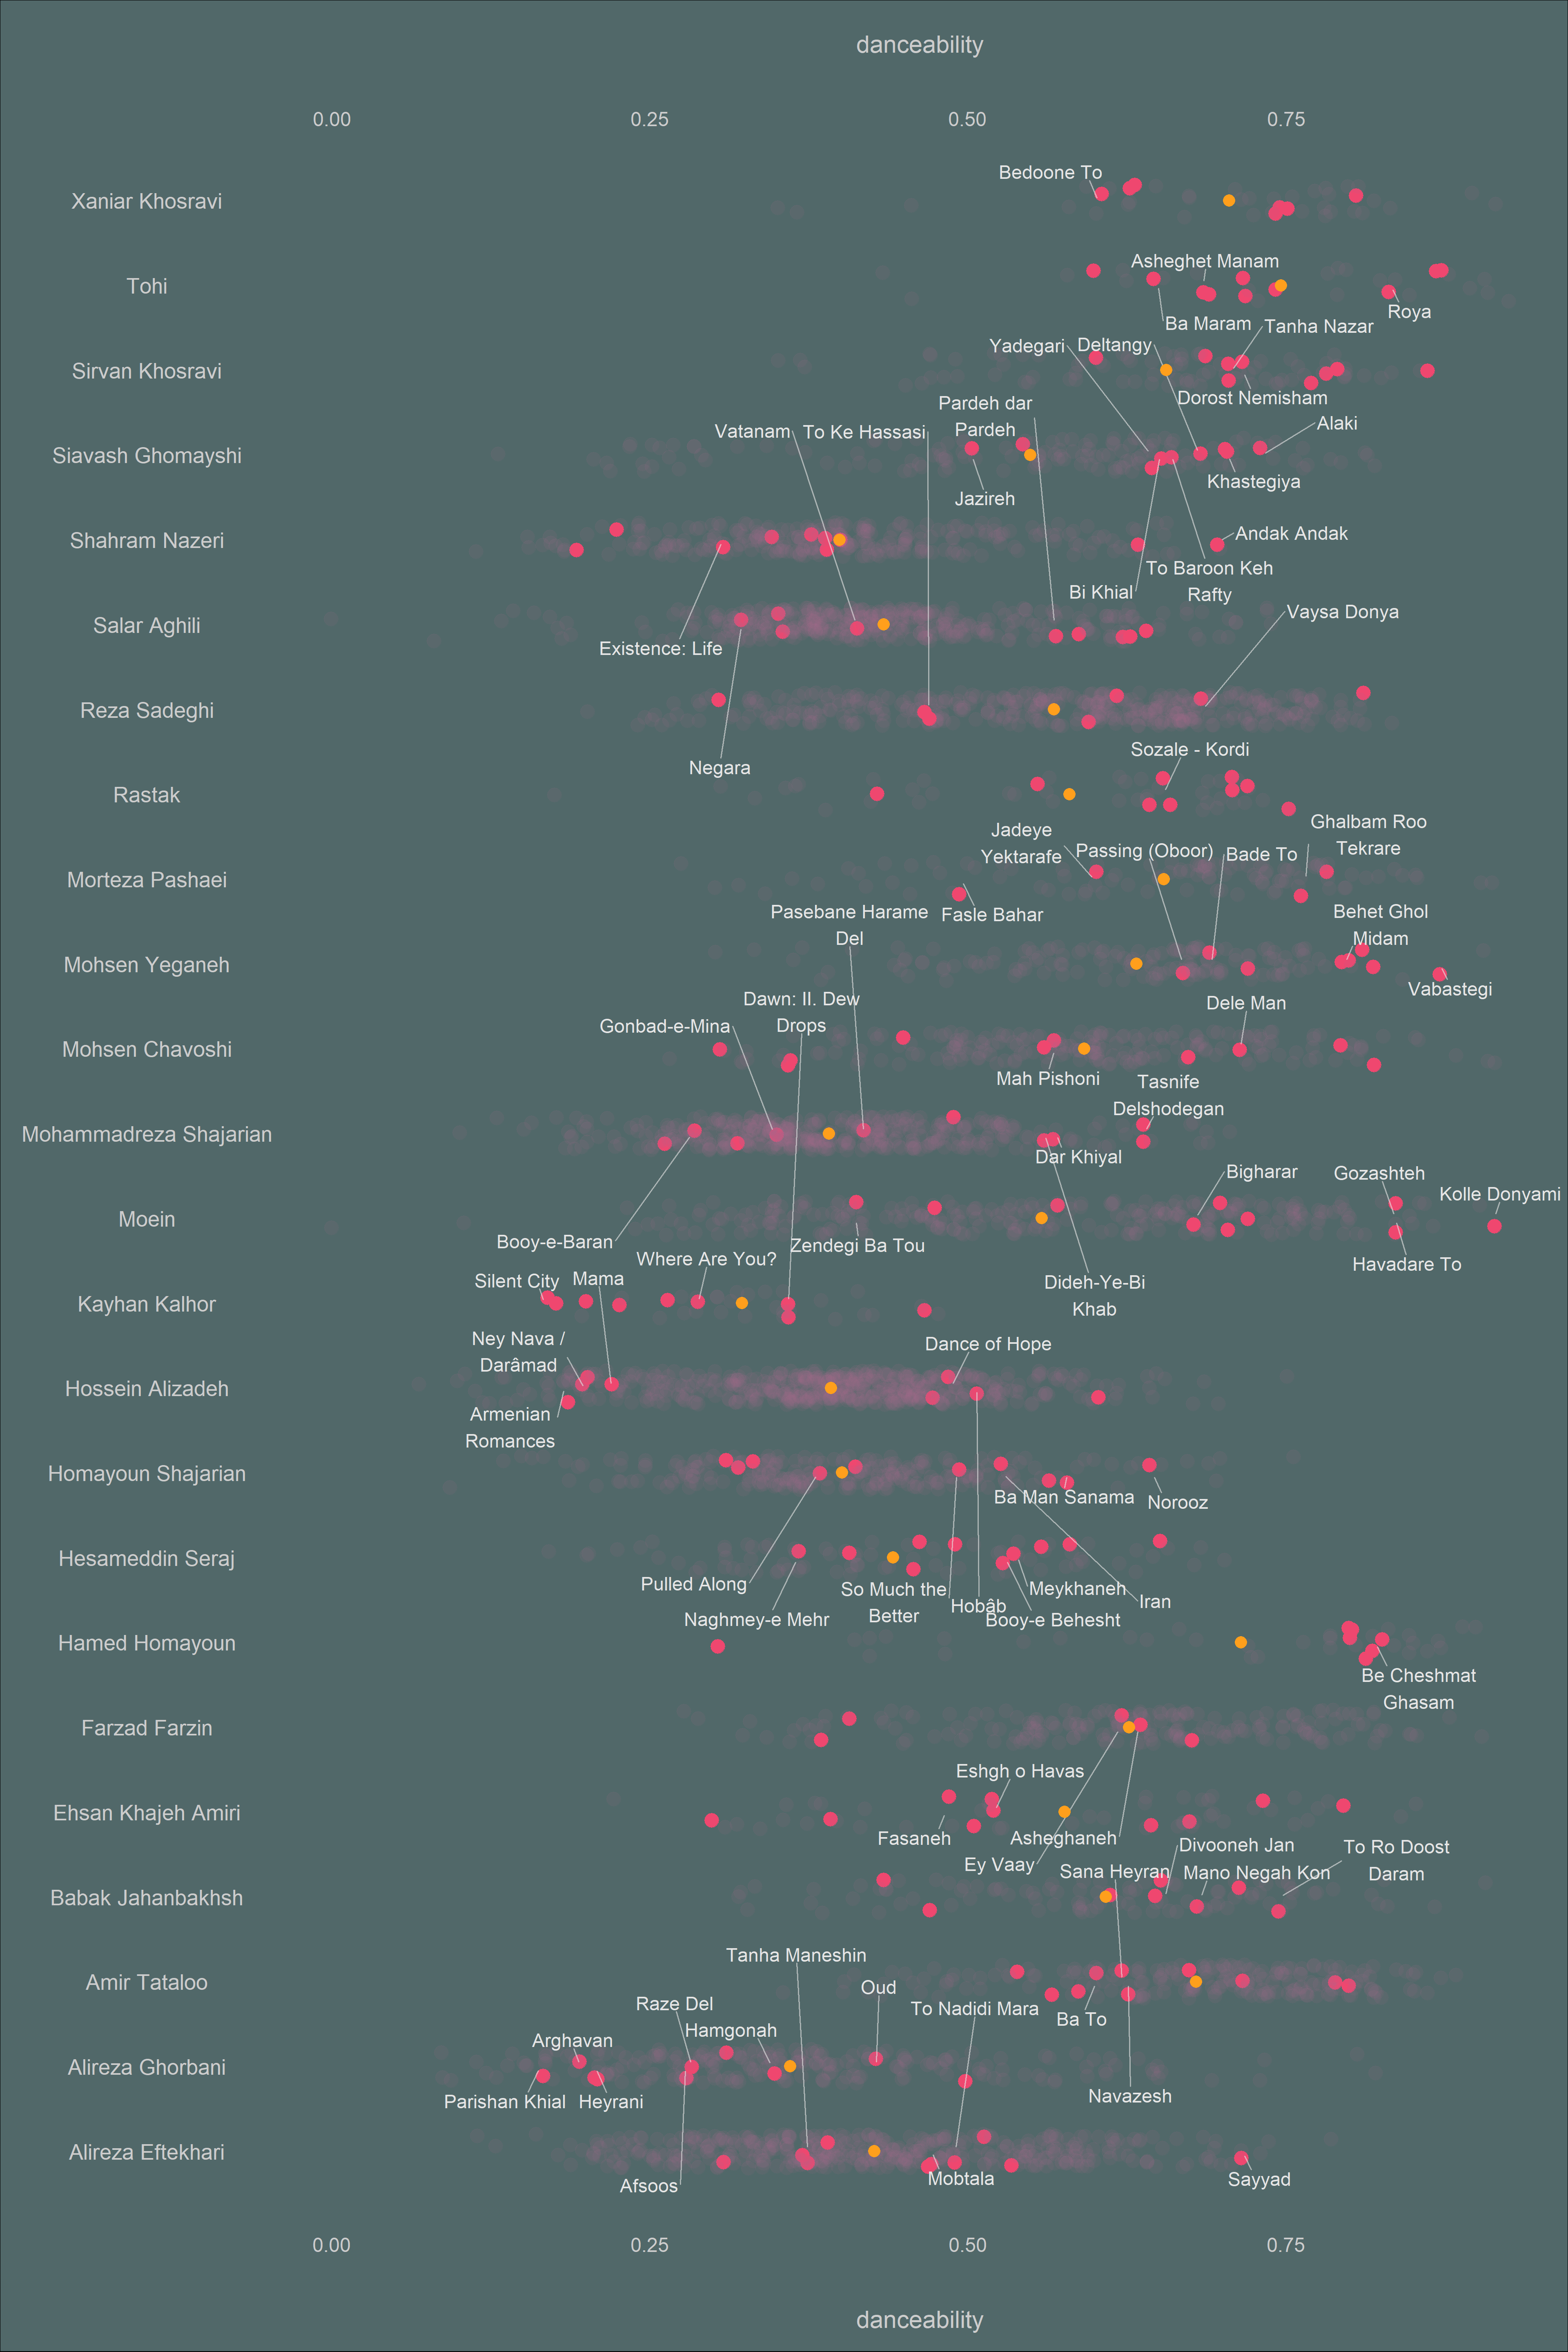 danceability
0.00 0.25 0.50 0.75
Bedoone To
Xaniar Khosravi
Asheghet Manam
Tohi
Roya
Ba Maram
Tanha Nazar
Yadegari
Deltangy
Sirvan Khosravi
Dorost Nemisham
Pardeh dar
Pardeh
Alaki
Vatanam
To Ke Hassasi
Siavash Ghomayshi
Khastegiya
Jazireh
Andak Andak
Shahram Nazeri
To Baroon Keh
Rafty
Bi Khial
Vaysa Donya
Salar Aghili
Existence: Life
Reza Sadeghi
Sozale - Kordi
Negara
Rastak
Ghalbam Roo
Tekrare
Jadeye
Yektarafe
Passing (Oboor)
Bade To
Morteza Pashaei
Pasebane Harame
Del
Fasle Bahar
Behet Ghol
Midam
Mohsen Yeganeh
Vabastegi
Dawn: II. Dew
Drops
Dele Man
Gonbad-e-Mina
Mohsen Chavoshi
Mah Pishoni
Tasnife
Delshodegan
Mohammadreza Shajarian
Dar Khiyal
Bigharar
Gozashteh
Kolle Donyami
Moein
Booy-e-Baran
Zendegi Ba Tou
Where Are You?
Havadare To
Silent City
Mama
Dideh-Ye-Bi
Khab
Kayhan Kalhor
Ney Nava /
Darâmad
Dance of Hope
Hossein Alizadeh
Armenian
Romances
Homayoun Shajarian
Ba Man Sanama
Norooz
Hesameddin Seraj
Pulled Along
So Much the
Better
Meykhaneh
Iran
Hobâb
Naghmey-e Mehr
Booy-e Behesht
Hamed Homayoun
Be Cheshmat
Ghasam
Farzad Farzin
Eshgh o Havas
Ehsan Khajeh Amiri
Fasaneh
Asheghaneh
Divooneh Jan
To Ro Doost
Daram
Ey Vaay
Sana Heyran
Mano Negah Kon
Babak Jahanbakhsh
Tanha Maneshin
Amir Tataloo
Oud
Raze Del
To Nadidi Mara
Ba To
Hamgonah
Arghavan
Alireza Ghorbani
Navazesh
Parishan Khial
Heyrani
Alireza Eftekhari
Mobtala
Sayyad
Afsoos
0.00 0.25 0.50 0.75
danceability